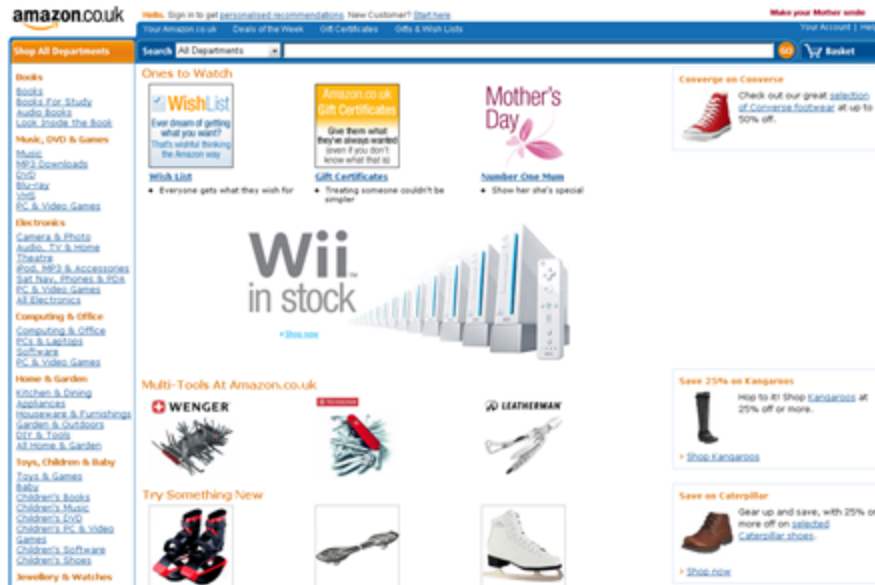 amazon.co.uk
Hello. Sign in to get personalised recommendations. New Customer? Start here
Make your Mother smile
Your Amazon.co.uk Deals of the Week Gift Certificates Gifts & Wish Lists
Your Account | Help
Shop All Departments
Search All Departments GO Basket
Books
Books
Books For Study
Audio Books
Look Inside the Book
Music, DVD & Games
Music
MP3 Downloads
DVD
Blu-ray
VHS
PC & Video Games
Electronics
Camera & Photo
Audio, TV & Home
Theatre
iPod, MP3 & Accessories
Sat Nav, Phones & PDA
PC & Video Games
All Electronics
Computing & Office
Computing & Office
PCs & Laptops
Software
PC & Video Games
Home & Garden
Kitchen & Dining
Appliances
Houseware & Furnishings
Garden & Outdoors
DIY & Tools
All Home & Garden
Toys, Children & Baby
Toys & Games
Baby
Children's Books
Children's Music
Children's DVD
Children's PC & Video
Games
Children's Software
Children's Shoes
Jewellery & Watches
Ones to Watch
WishList
Ever dream of getting
what you want?
That's wishful thinking
the Amazon way
Wish List
• Everyone gets what they wish for
Amazon.co.uk
Gift Certificates
Give them what
they've always wanted
(even if you don't
know what that is)
Gift Certificates
• Treating someone couldn't be
simpler
Mother's
Day
Number One Mum
• Show her she's special
Wii™
in stock
Shop now
Multi-Tools At Amazon.co.uk
WENGER
LEATHERMAN
Try Something New
Converge on Converse
Check out our great selection
of Converse footwear at up to
50% off.
Save 25% on Kangaroos
Hop to it! Shop Kangaroos at
25% off or more.
Shop Kangaroos
Save on Caterpillar
Gear up and save, with 25% or
more off on selected
Caterpillar shoes.
Shop now